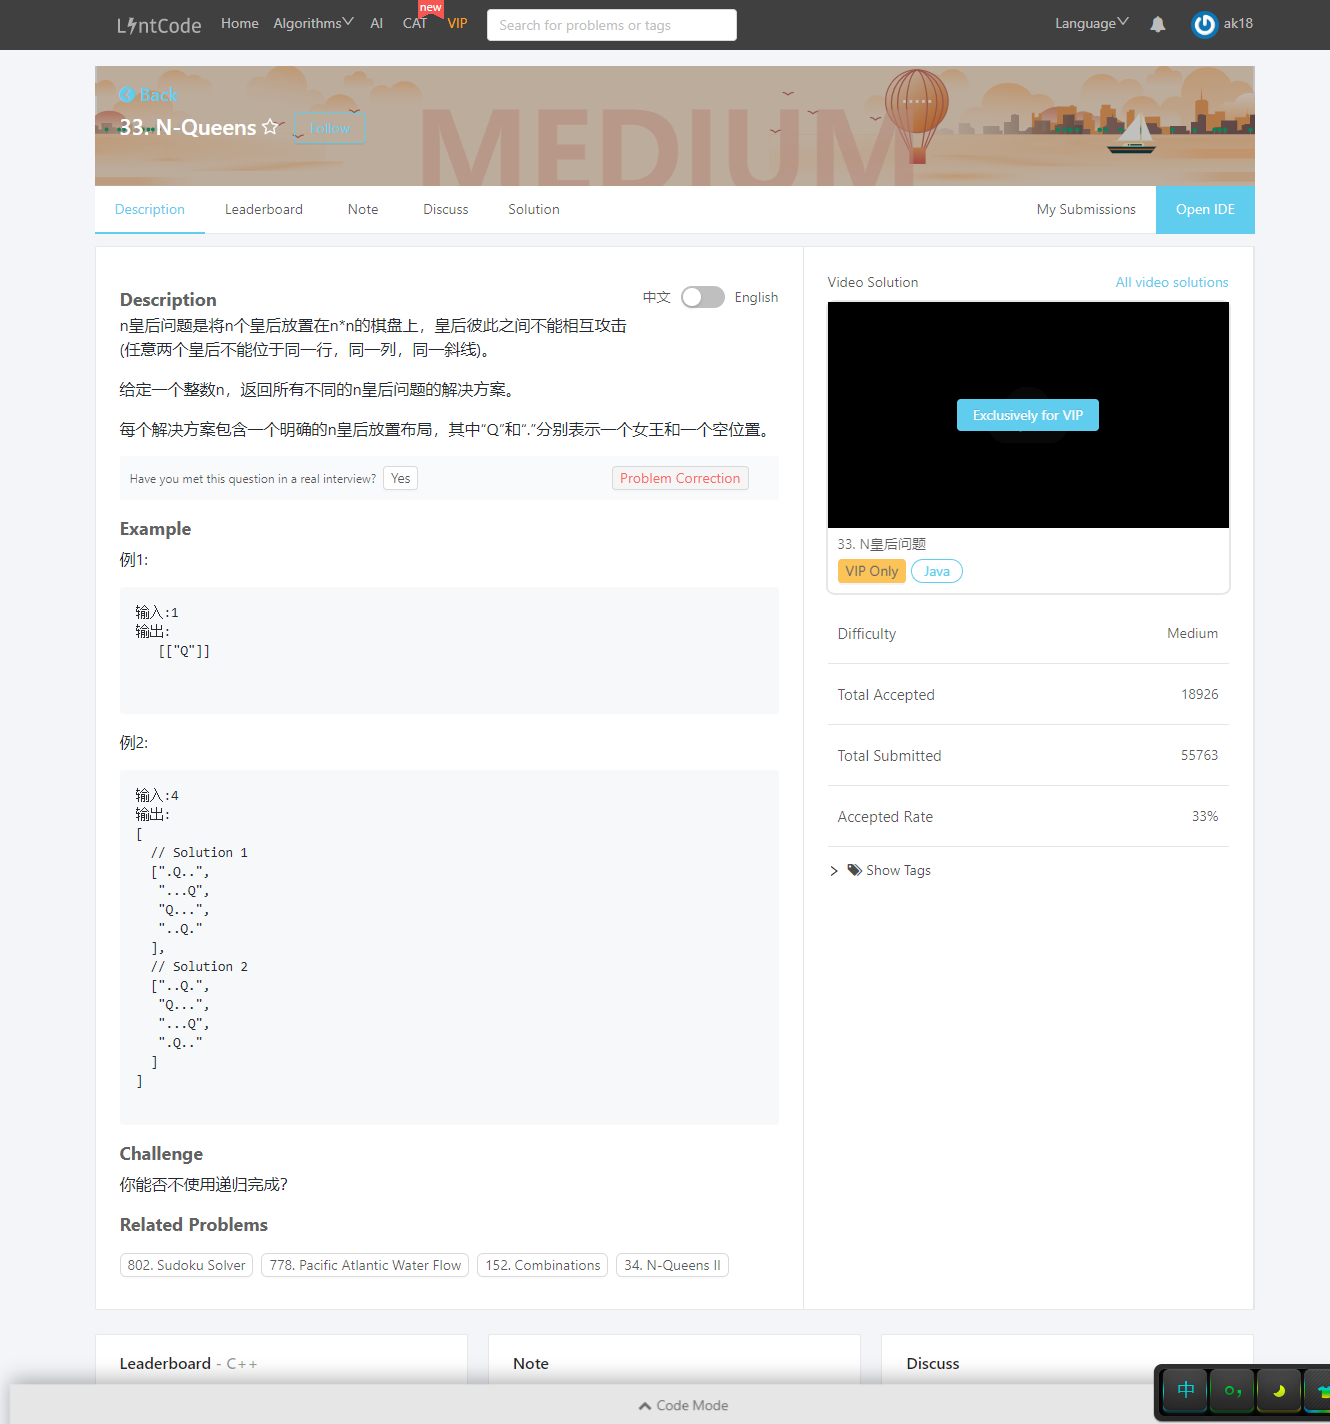 LintCode Home Algorithms AI CAT new VIP Search for problems or tags Language ak18
Back
33. N-Queens Follow
MEDIUM
Description Leaderboard Note Discuss Solution My Submissions Open IDE
Description
中文 English
n皇后问题是将n个皇后放置在n*n的棋盘上，皇后彼此之间不能相互攻击
(任意两个皇后不能位于同一行，同一列，同一斜线)。
给定一个整数n，返回所有不同的n皇后问题的解决方案。
每个解决方案包含一个明确的n皇后放置布局，其中“Q”和“.”分别表示一个女王和一个空位置。
Have you met this question in a real interview? Yes Problem Correction
Example
例1:
输入:1
输出:
[["Q"]]
例2:
输入:4
输出:
[
// Solution 1
[".Q..",
"...Q",
"Q...",
"..Q."
],
// Solution 2
["..Q.",
"Q...",
"...Q",
".Q.."
]
]
Challenge
你能否不使用递归完成?
Related Problems
802. Sudoku Solver 778. Pacific Atlantic Water Flow 152. Combinations 34. N-Queens II
Video Solution All video solutions
Exclusively for VIP
33. N皇后问题
VIP Only Java
Difficulty Medium
Total Accepted 18926
Total Submitted 55763
Accepted Rate 33%
Show Tags
Leaderboard - C++
Note
Discuss
Code Mode
中